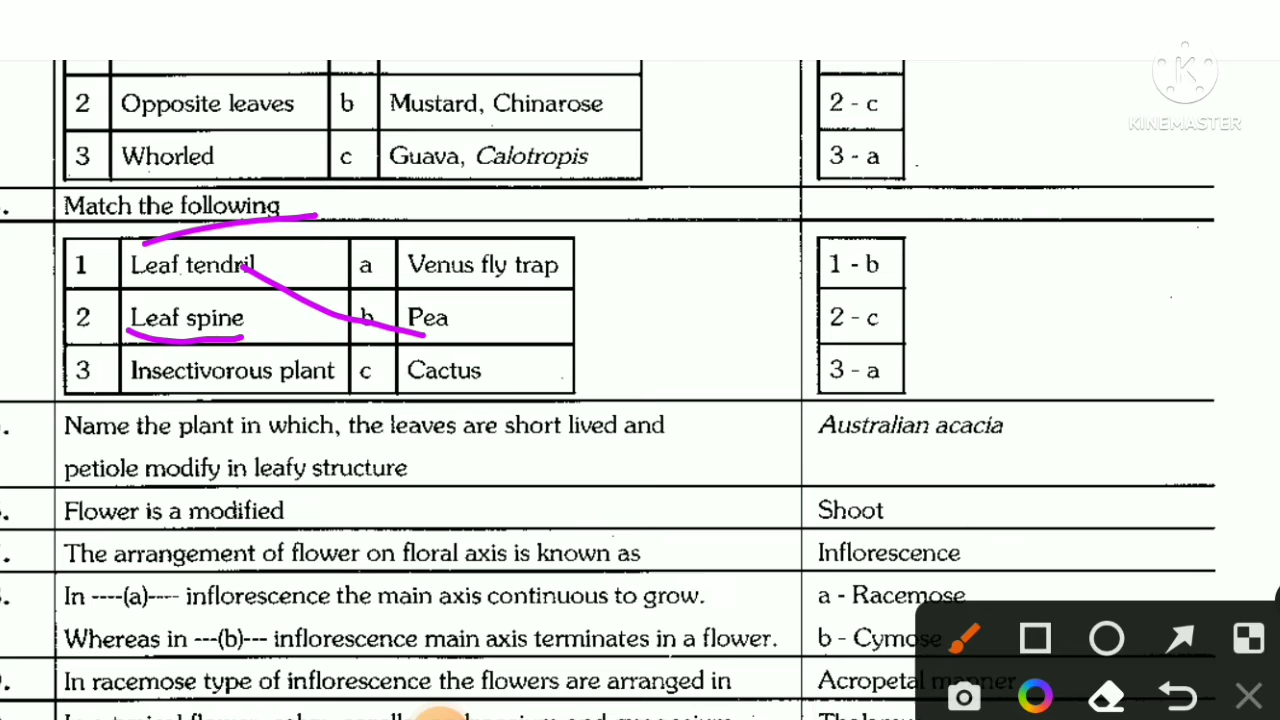 KINEMASTER
2 Opposite leaves b Mustard, Chinarose 2 - c
3 Whorled c Guava, Calotropis 3 - a
Match the following
1 Leaf tendril a Venus fly trap 1 - b
2 Leaf spine b Pea 2 - c
3 Insectivorous plant c Cactus 3 - a
Name the plant in which, the leaves are short lived and Australian acacia
petiole modify in leafy structure
Flower is a modified Shoot
The arrangement of flower on floral axis is known as Inflorescence
In ----(a)---- inflorescence the main axis continuous to grow. a - Racemose
Whereas in ---(b)--- inflorescence main axis terminates in a flower. b - Cymose
In racemose type of inflorescence the flowers are arranged in Acropetal manner